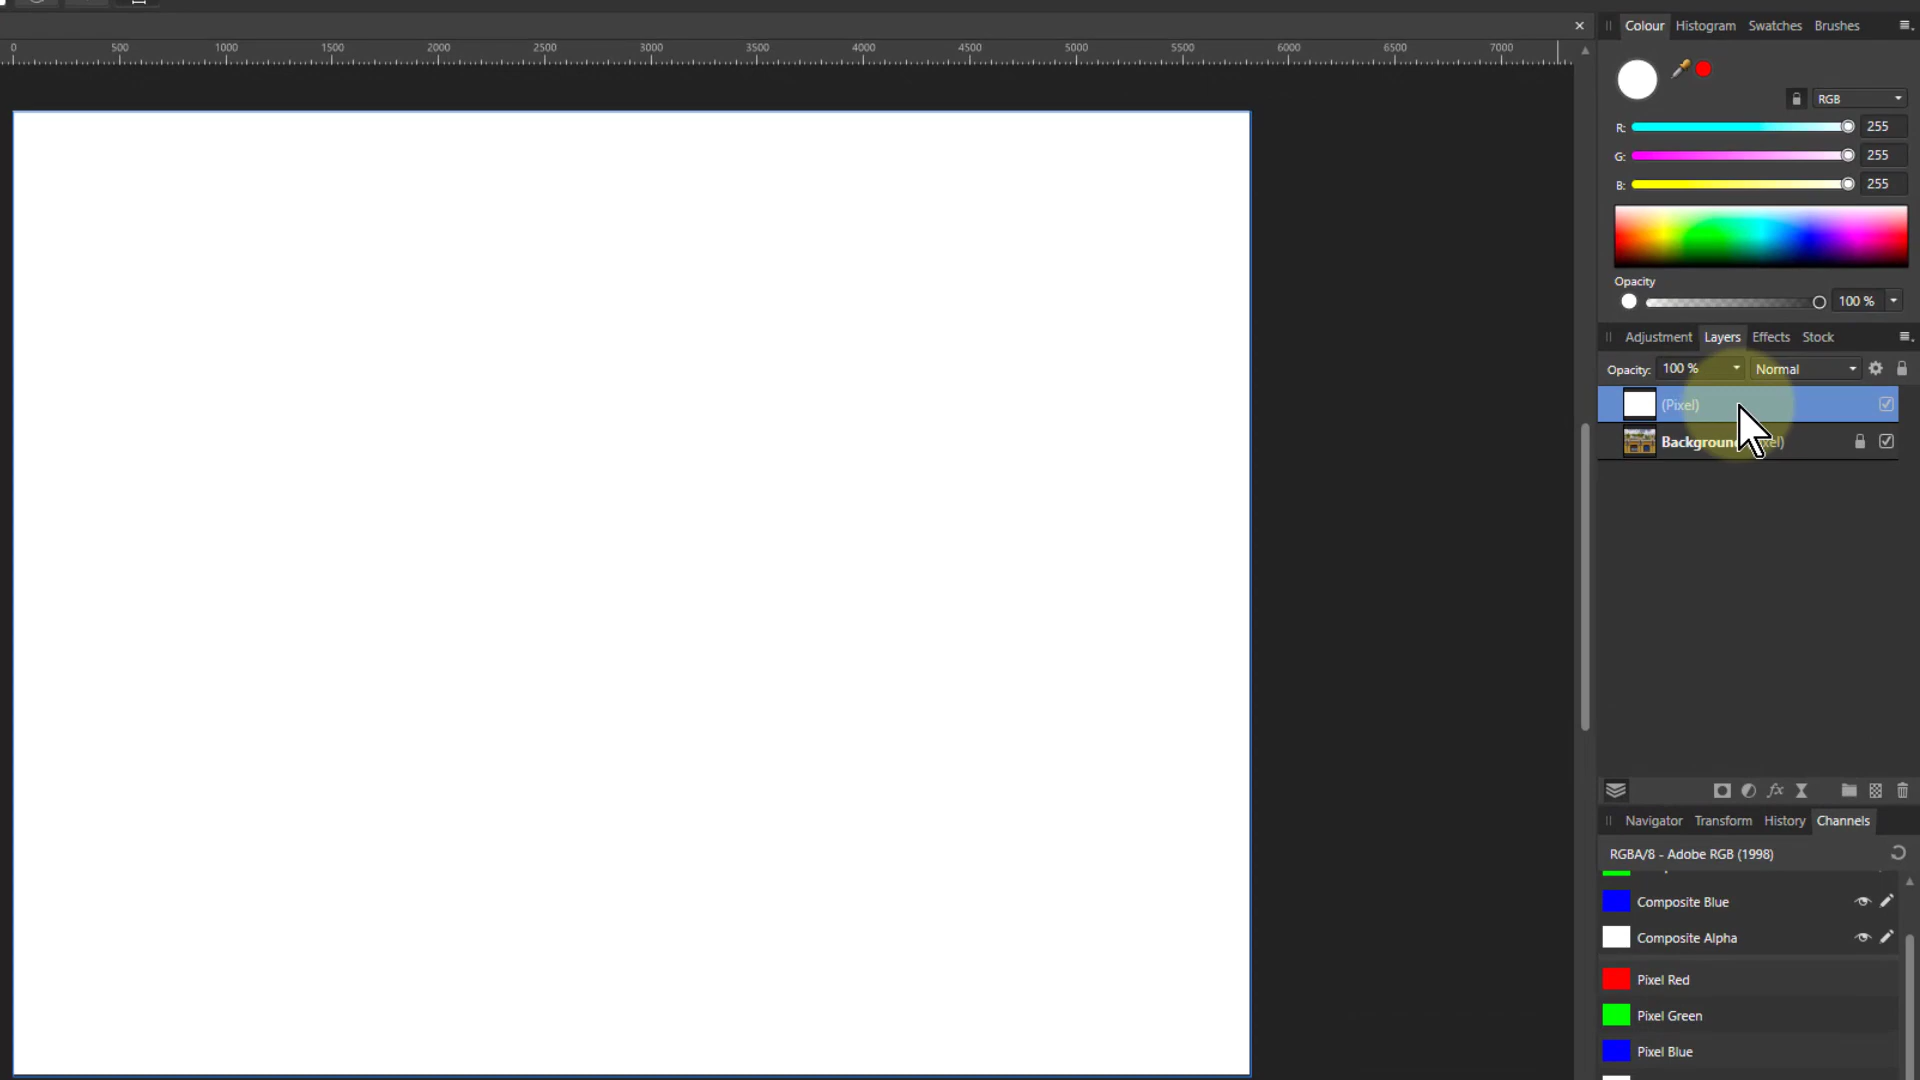 Colour Histogram Swatches Brushes
0 500 1000 1500 2000 2500 3000 3500 4000 4500 5000 5500 6000 6500 7000
RGB
R: 255
G: 255
B: 255
Opacity
100 %
Adjustment Layers Effects Stock
Opacity: 100 % Normal
(Pixel)
Background
fx
Navigator Transform History Channels
RGBA/8 - Adobe RGB (1998)
Composite Blue
Composite Alpha
Pixel Red
Pixel Green
Pixel Blue